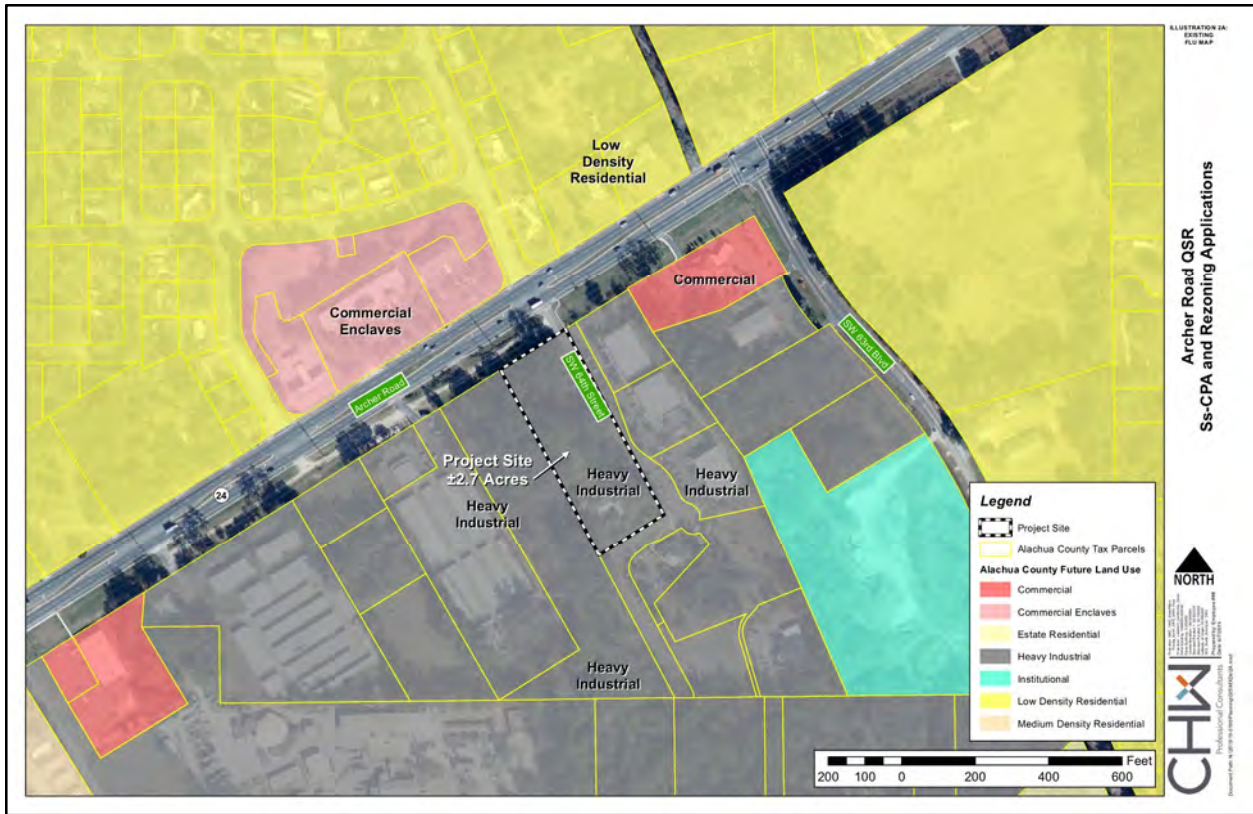 ILLUSTRATION 2A:
EXISTING
FLU MAP
Archer Road QSR
Ss-CPA and Rezoning Applications
Low
Density
Residential
Commercial
Commercial
Enclaves
SW 63rd Blvd
SW 64th Street
Archer Road
24
Project Site
±2.7 Acres
Heavy
Industrial
Heavy
Industrial
Heavy
Industrial
Heavy
Industrial
Legend
Project Site
Alachua County Tax Parcels
Alachua County Future Land Use
Commercial
Commercial Enclaves
Estate Residential
Heavy Industrial
Institutional
Low Density Residential
Medium Density Residential
Feet
200 100 0 200 400 600
NORTH
CHW
Professional Consultants